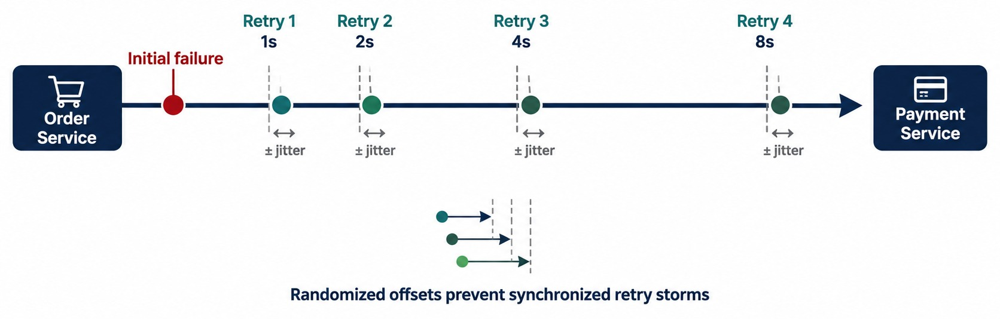 Retry 1
1s
Retry 2
2s
Retry 3
4s
Retry 4
8s
Initial failure
Order
Service
Payment
Service
± jitter
± jitter
± jitter
± jitter
Randomized offsets prevent synchronized retry storms